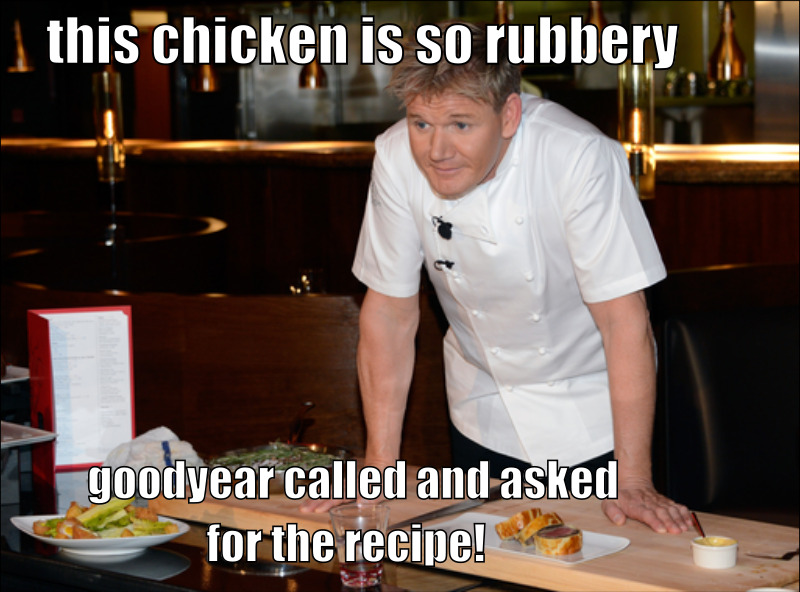 this chicken is so rubbery
goodyear called and asked
for the recipe!